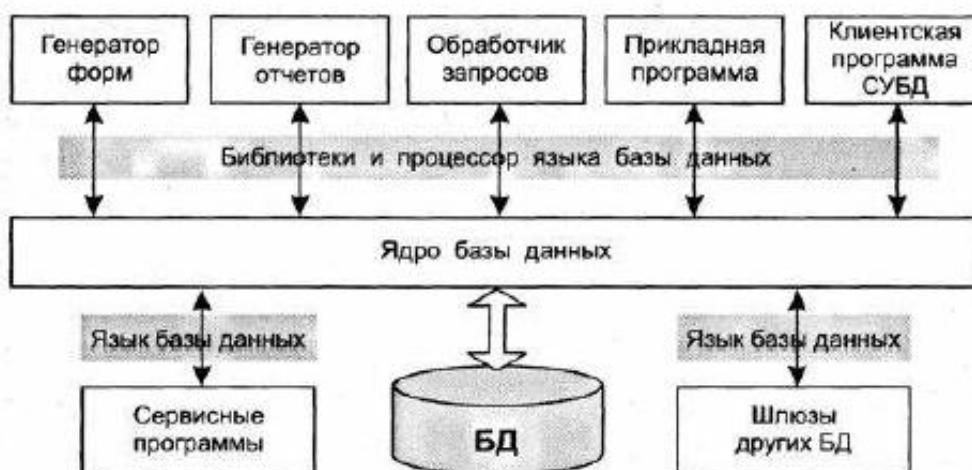 Генератор
форм
Генератор
отчетов
Обработчик
запросов
Прикладная
программа
Клиентская
программа
СУБД
Библиотеки и процессор языка базы данных
Ядро базы данных
Язык базы данных
Язык базы данных
Сервисные
программы
БД
Шлюзы
других БД